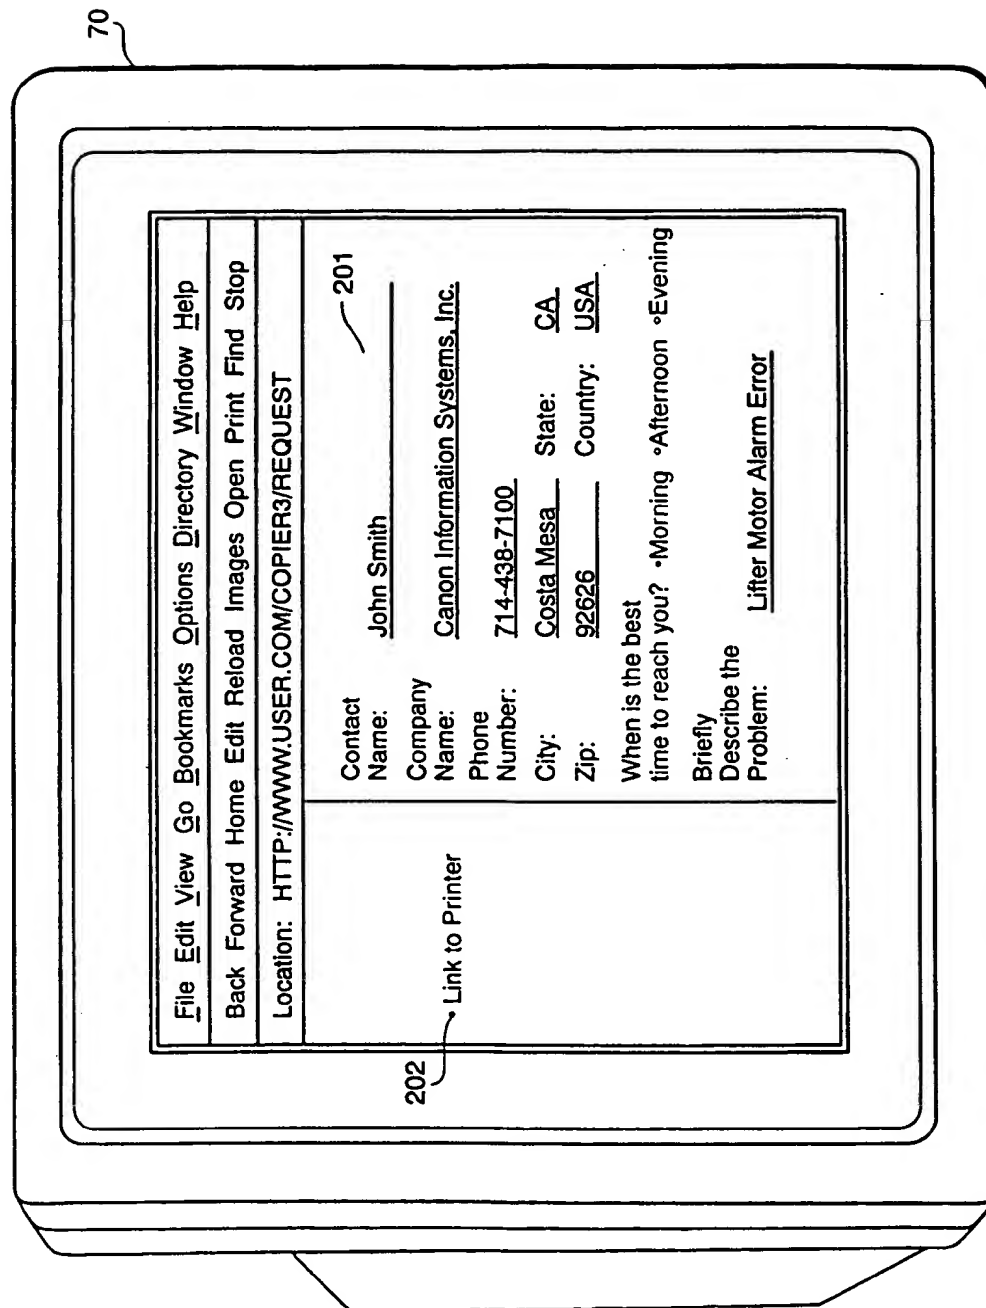 70
File Edit View Go Bookmarks Options Directory Window Help
Back Forward Home Edit Reload Images Open Print Find Stop
Location: HTTP://WWW.USER.COM/COPIER3/REQUEST
201
202
• Link to Printer
Contact
Name: John Smith
Company
Name: Canon Information Systems, Inc.
Phone
Number: 714-438-7100
City: Costa Mesa State: CA
Zip: 92626 Country: USA
When is the best
time to reach you? •Morning •Afternoon •Evening
Briefly
Describe the
Problem: Lifter Motor Alarm Error